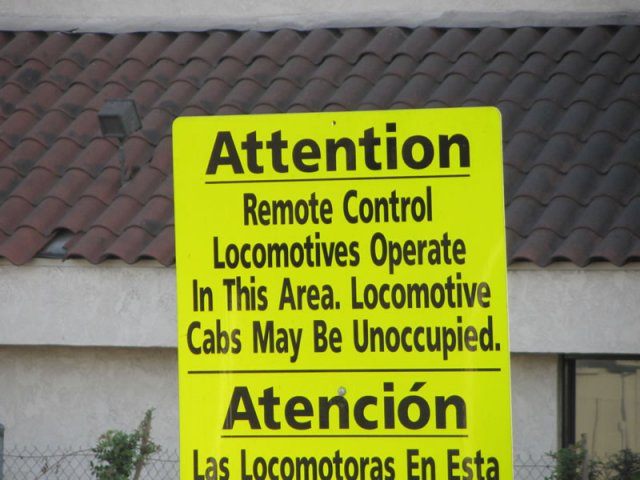 Attention
Remote Control
Locomotives Operate
In This Area. Locomotive
Cabs May Be Unoccupied.
Atención
Las Locomotoras En Esta